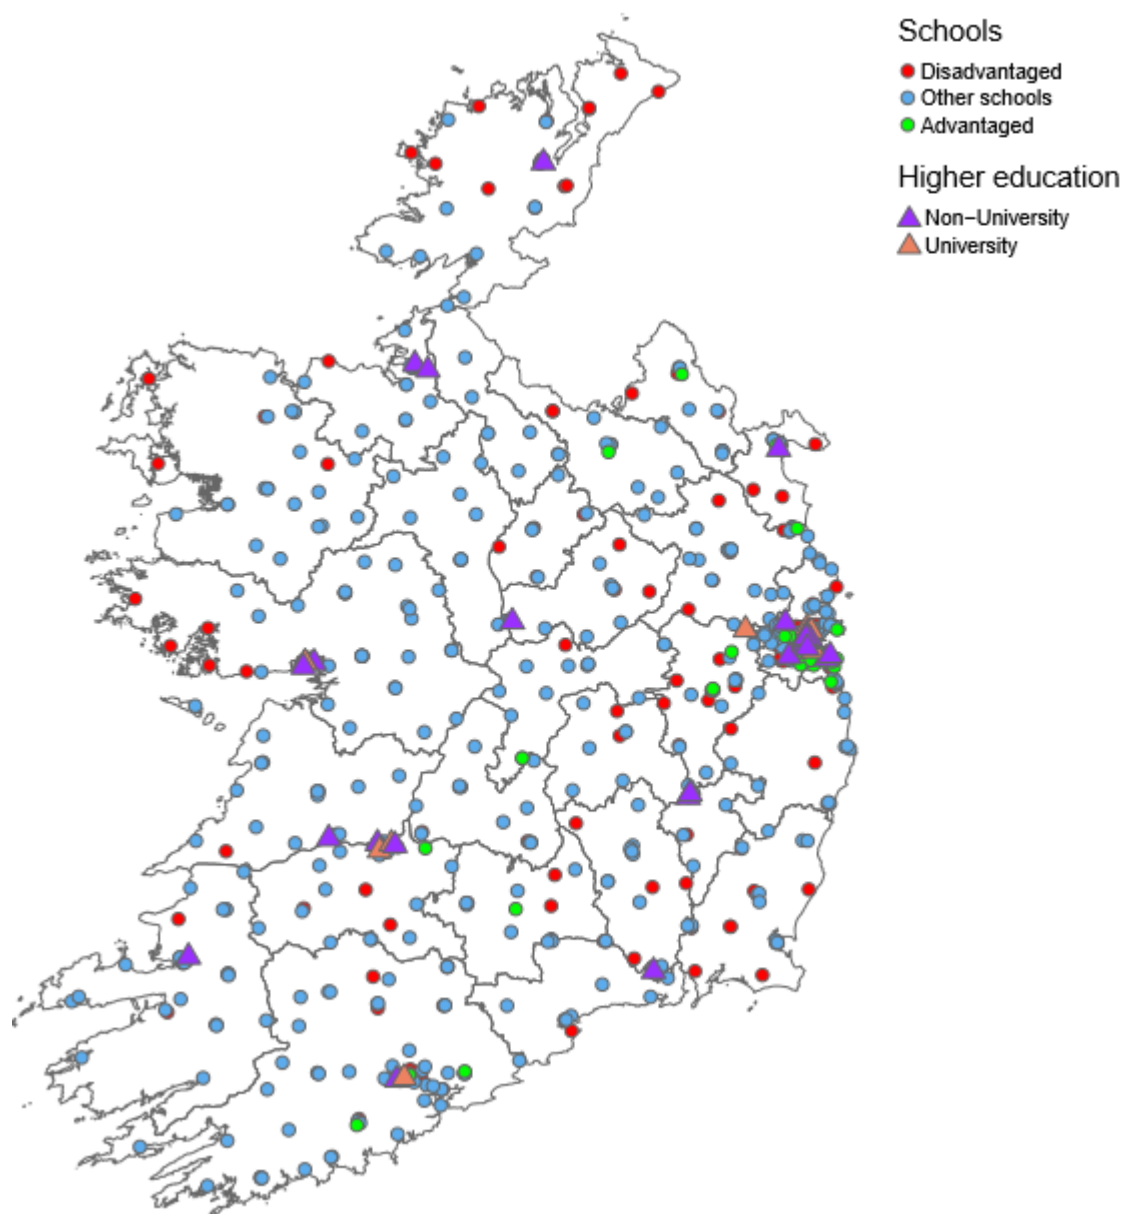 Schools
Disadvantaged
Other schools
Advantaged
Higher education
Non−University
University